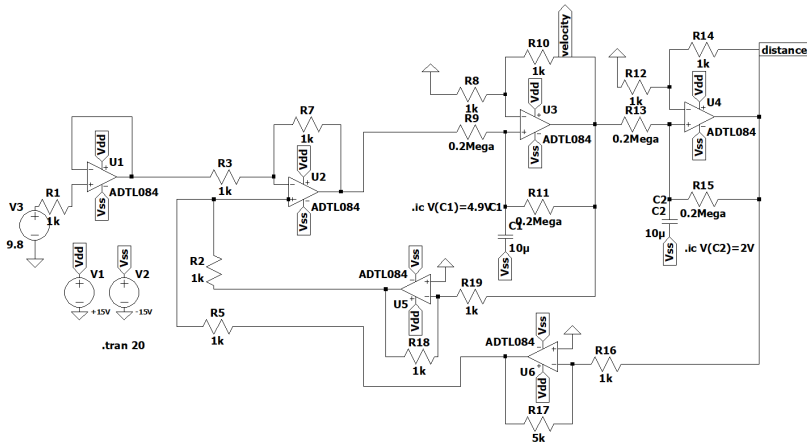 velocity
R10
1k
R14
1k
distance
R8
1k
R9
0.2Mega
Vdd
U3
ADTL084
Vss
R12
1k
R13
0.2Mega
Vdd
U4
ADTL084
Vss
R7
1k
Vdd
U1
ADTL084
Vss
R3
1k
Vdd
U2
ADTL084
Vss
R1
1k
V3
9.8
.ic V(C1)=4.9V
C1
R11
0.2Mega
C1
10µ
Vss
C2
C2
R15
0.2Mega
10µ
.ic V(C2)=2V
Vss
Vdd
V1
+15V
Vss
V2
-15V
R2
1k
ADTL084
Vss
U5
Vdd
R19
1k
R5
1k
R18
1k
.tran 20
Vss
ADTL084
U6
Vdd
R16
1k
R17
5k